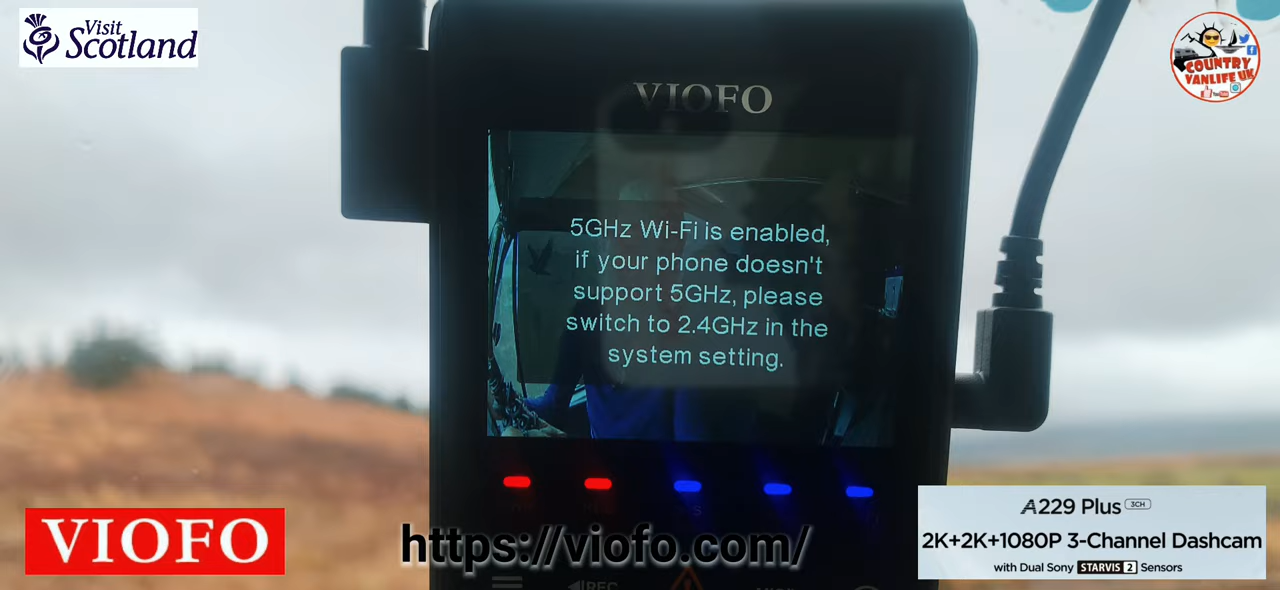 Visit
Scotland
COUNTRY
VANLIFE UK
VIOFO
5GHz Wi-Fi is enabled,
if your phone doesn't
support 5GHz, please
switch to 2.4GHz in the
system setting.
VIOFO
https://viofo.com/
A229 Plus 3CH
2K+2K+1080P 3-Channel Dashcam
with Dual Sony STARVIS 2 Sensors
REC